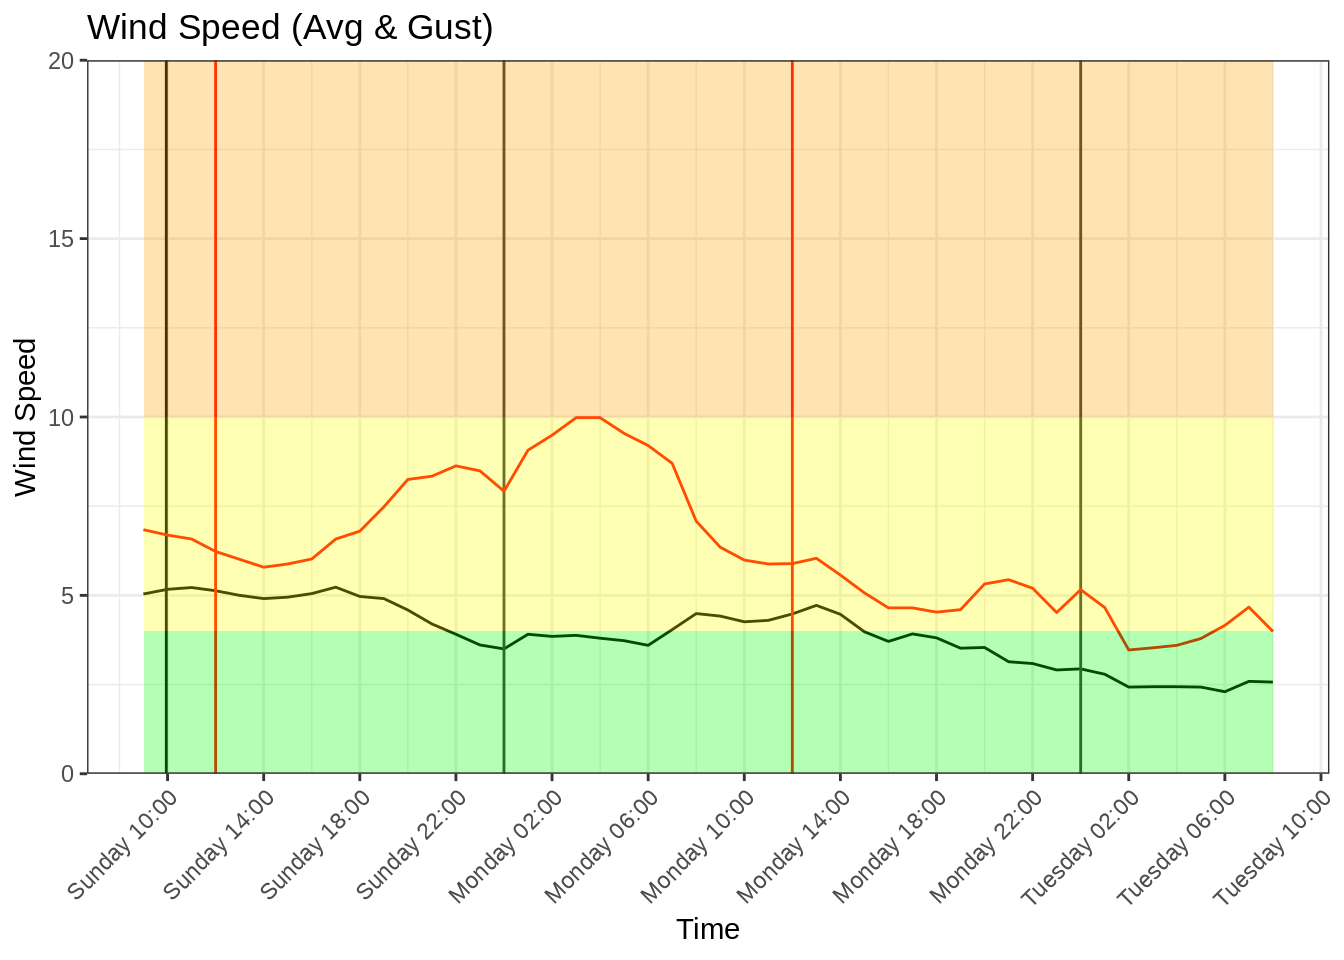 Wind Speed (Avg & Gust)
20
15
10
5
0
Wind Speed
Sunday 10:00
Sunday 14:00
Sunday 18:00
Sunday 22:00
Monday 02:00
Monday 06:00
Monday 10:00
Monday 14:00
Monday 18:00
Monday 22:00
Tuesday 02:00
Tuesday 06:00
Tuesday 10:00
Time